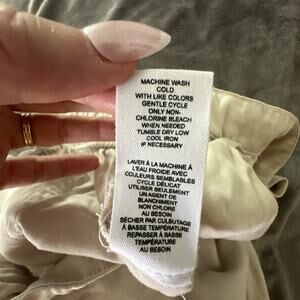 MACHINE WASH
COLD
WITH LIKE COLORS
GENTLE CYCLE
ONLY NON-
CHLORINE BLEACH
WHEN NEEDED
TUMBLE DRY LOW
COOL IRON
IF NECESSARY
LAVER À LA MACHINE À
L'EAU FROIDE AVEC
COULEURS SEMBLABLES
CYCLE DÉLICAT
UTILISER SEULEMENT
UN AGENT DE
BLANCHIMENT
NON CHLORÉ
AU BESOIN
SÉCHER PAR CULBUTAGE
À BASSE TEMPÉRATURE
REPASSER À BASSE
TEMPÉRATURE
AU BESOIN